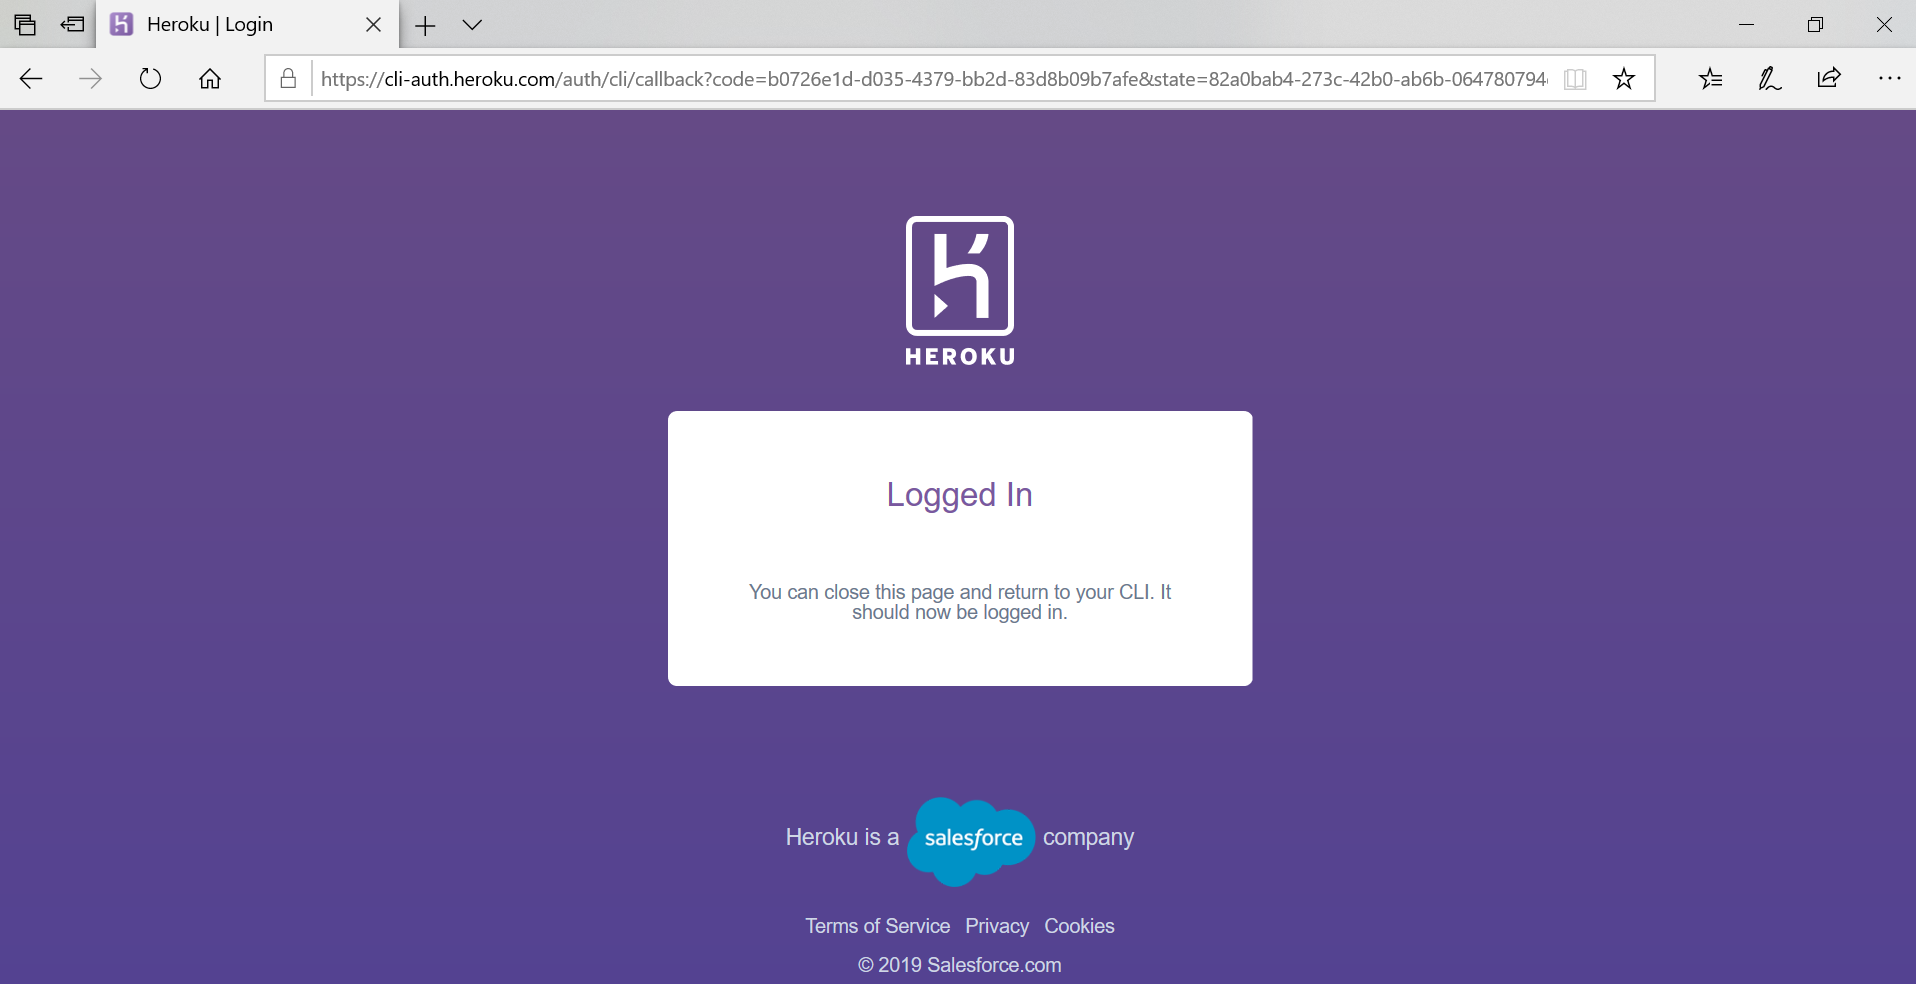 Heroku | Login
https://cli-auth.heroku.com/auth/cli/callback?code=b0726e1d-d035-4379-bb2d-83d8b09b7afe&state=82a0bab4-273c-42b0-ab6b-064780794
HEROKU
Logged In
You can close this page and return to your CLI. It
should now be logged in.
Heroku is a salesforce company
Terms of Service Privacy Cookies
© 2019 Salesforce.com